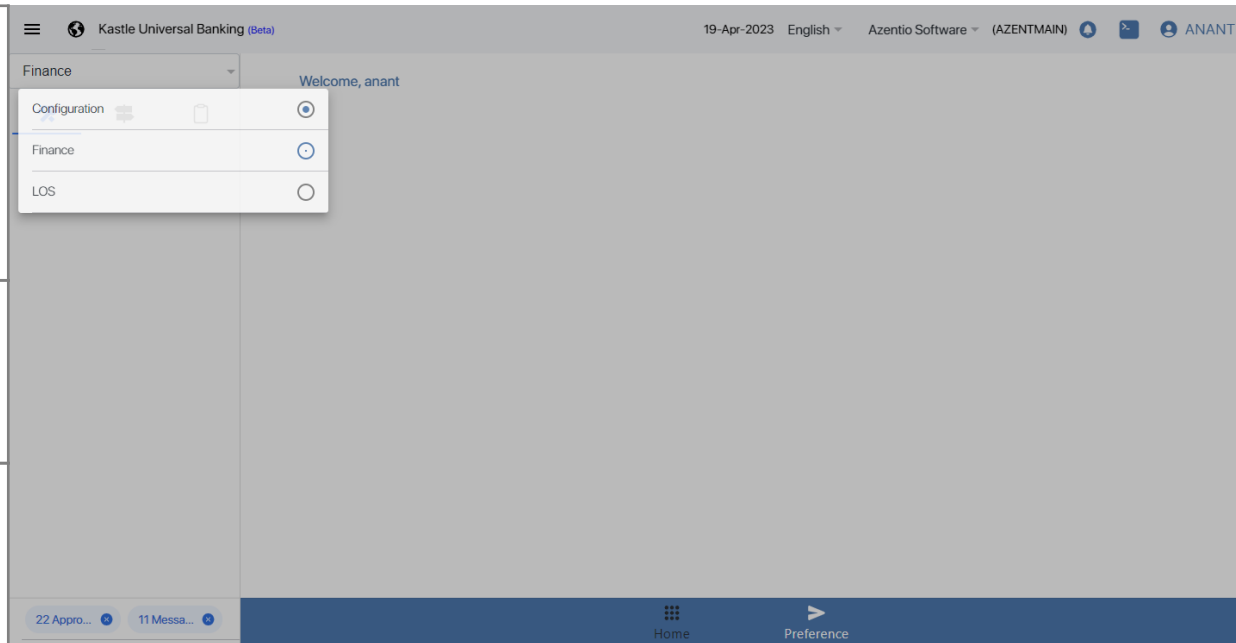 Kastle Universal Banking (Beta) 19-Apr-2023 English Azentio Software (AZENTMAIN) ANANT
Finance
Welcome, anant
Configuration
Finance
LOS
22 Appro... 11 Messa...
Home Preference